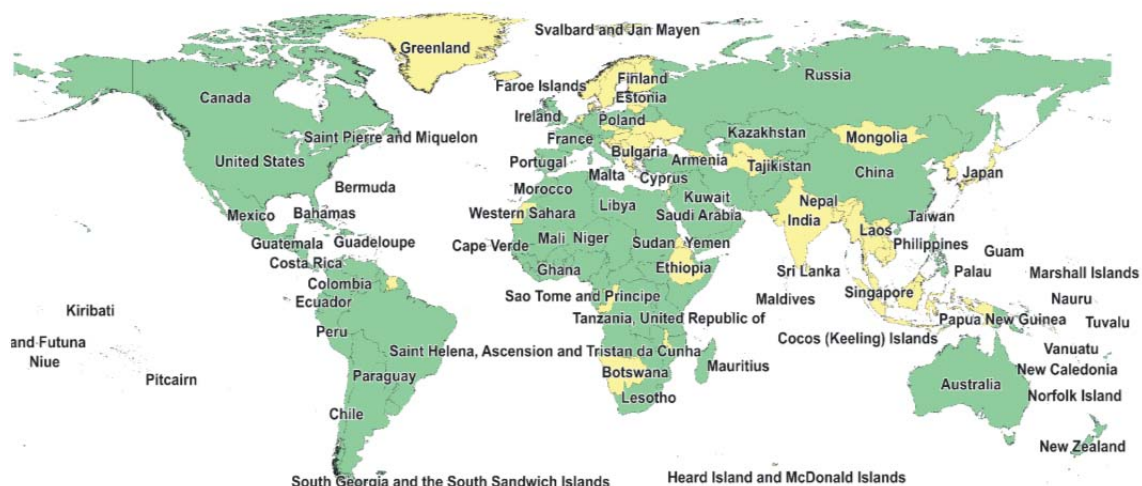 Svalbard and Jan Mayen
Greenland
Finland
Russia
Faroe Islands
Estonia
Canada
Ireland
Poland
Kazakhstan
Mongolia
Saint Pierre and Miquelon
France
United States
Bulgaria
Portugal
Armenia
Tajikistan
China
Japan
Malta
Cyprus
Bermuda
Morocco
Kuwait
Nepal
Mexico
Bahamas
Western Sahara
Libya
Saudi Arabia
India
Taiwan
Guatemala
Guadeloupe
Cape Verde
Mali
Niger
Sudan
Yemen
Laos
Philippines
Guam
Costa Rica
Ghana
Ethiopia
Sri Lanka
Palau
Marshall Islands
Colombia
Ecuador
Sao Tome and Principe
Maldives
Singapore
Nauru
Kiribati
Peru
Tanzania, United Republic of
Papua New Guinea
Tuvalu
and Futuna
Niue
Saint Helena, Ascension and Tristan da Cunha
Cocos (Keeling) Islands
Vanuatu
Pitcairn
Paraguay
Botswana
Mauritius
New Caledonia
Australia
Norfolk Island
Lesotho
Chile
New Zealand
South Georgia and the South Sandwich Islands
Heard Island and McDonald Islands